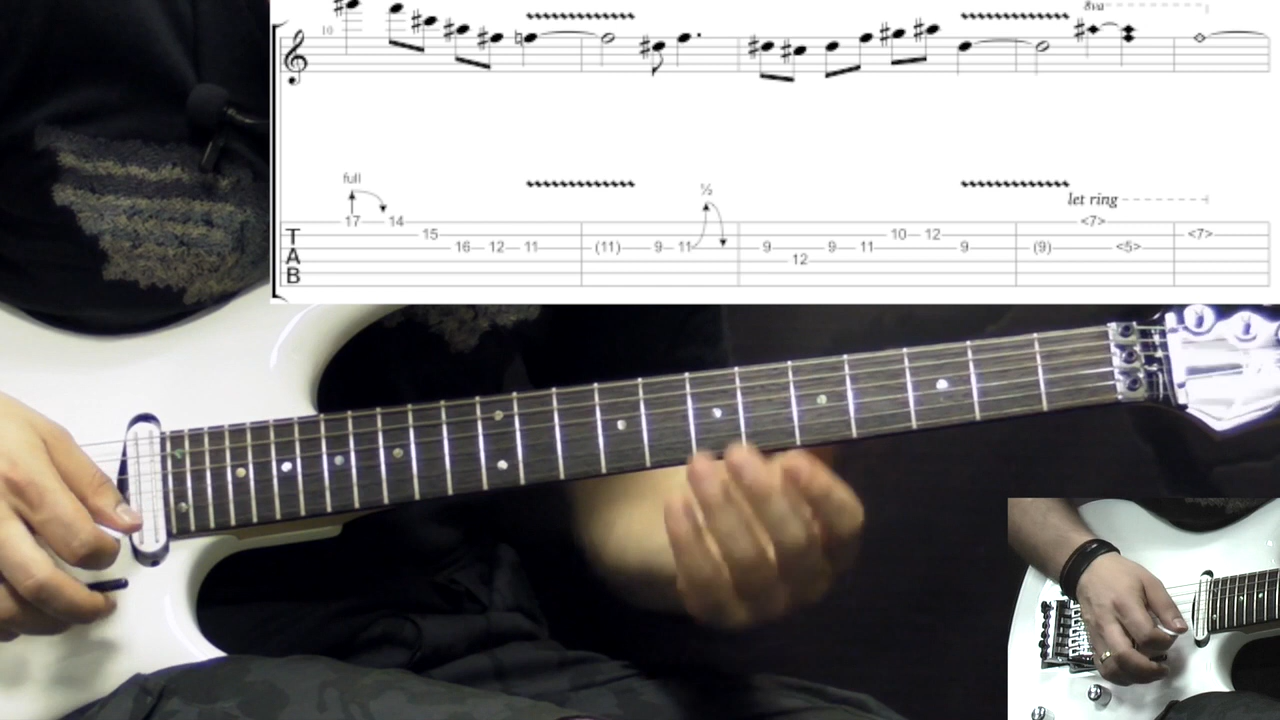 8va
10
full
½
let ring
17 14 <7>
T 15 10 12 <7>
A 16 12 11 (11) 9 11 9 9 11 9 (9) <5>
12
B